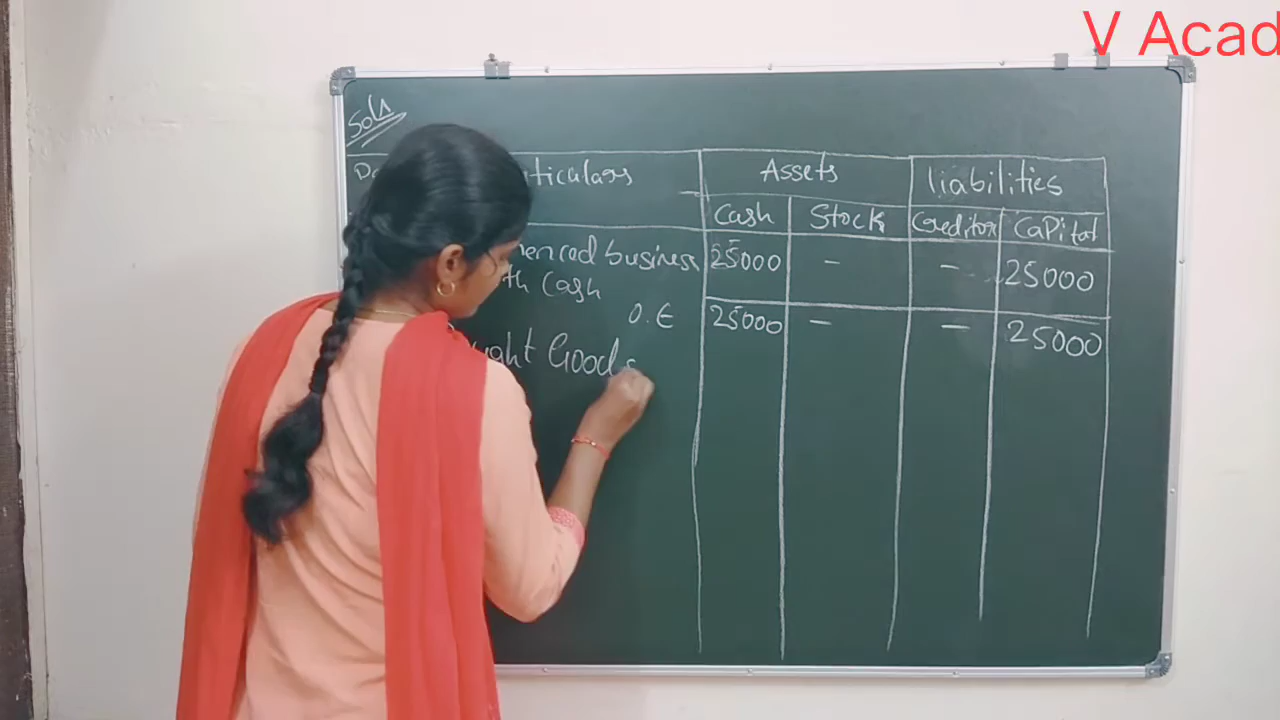 V Acad
Soln
ticulars Assets liabilities
Cash Stock Creditor Capital
menced business 25000 - - 25000
th Cash
O.E 25000 - - 25000
ught Goods